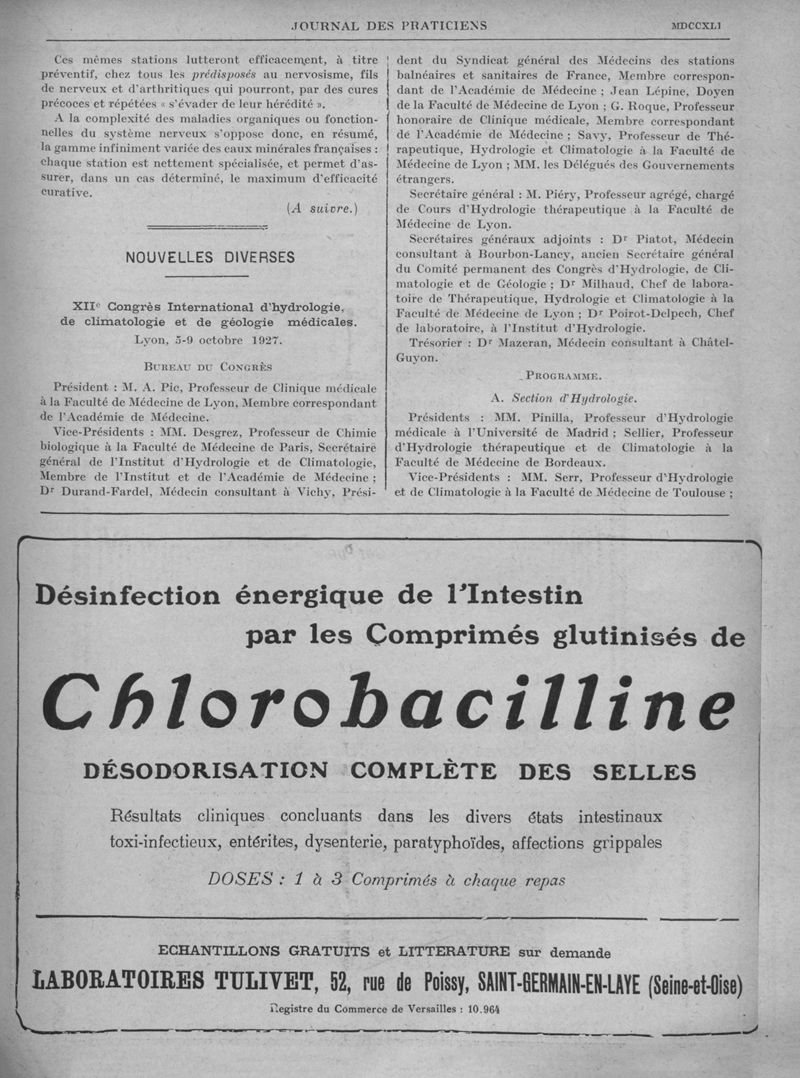 JOURNAL DES PRATICIENS
MDCCXLI
Ces mêmes stations lutteront efficacement, à titre
préventif, chez tous les prédisposés au nervosisme, fils
de nerveux et d'arthritiques qui pourront, par des cures
précoces et répétées « s'évader de leur hérédité ».
A la complexité des maladies organiques ou fonction-
nelles du système nerveux s'oppose donc, en résumé,
la gamme infiniment variée des eaux minérales françaises :
chaque station est nettement spécialisée, et permet d'as-
surer, dans un cas déterminé, le maximum d'efficacité
curative.
(A suivre.)
NOUVELLES DIVERSES
XIIe Congrès International d'hydrologie,
de climatologie et de géologie médicales.
Lyon, 5-9 octobre 1927.
BUREAU DU CONGRÈS
Président : M. A. Pic, Professeur de Clinique médicale
à la Faculté de Médecine de Lyon, Membre correspondant
de l'Académie de Médecine.
Vice-Présidents : MM. Desgrez, Professeur de Chimie
biologique à la Faculté de Médecine de Paris, Secrétaire
général de l'Institut d'Hydrologie et de Climatologie,
Membre de l'Institut et de l'Académie de Médecine ;
Dr Durand-Fardel, Médecin consultant à Vichy, Prési-
dent du Syndicat général des Médecins des stations
balnéaires et sanitaires de France, Membre correspon-
dant de l'Académie de Médecine ; Jean Lépine, Doyen
de la Faculté de Médecine de Lyon ; G. Roque, Professeur
honoraire de Clinique médicale, Membre correspondant
de l'Académie de Médecine ; Savy, Professeur de Thé-
rapeutique, Hydrologie et Climatologie à la Faculté de
Médecine de Lyon ; MM. les Délégués des Gouvernements
étrangers.
Secrétaire général : M. Piéry, Professeur agrégé, chargé
de Cours d'Hydrologie thérapeutique à la Faculté de
Médecine de Lyon.
Secrétaires généraux adjoints : Dr Piatot, Médecin
consultant à Bourbon-Lancy, ancien Secrétaire général
du Comité permanent des Congrès d'Hydrologie, de Cli-
matologie et de Géologie ; Dr Milhaud, Chef de labora-
toire de Thérapeutique, Hydrologie et Climatologie à la
Faculté de Médecine de Lyon ; Dr Poirot-Delpech, Chef
de laboratoire, à l'Institut d'Hydrologie.
Trésorier : Dr Mazeran, Médecin consultant à Châtel-
Guyon.
PROGRAMME.
A. Section d'Hydrologie.
Présidents : MM. Pinilla, Professeur d'Hydrologie
médicale à l'Université de Madrid ; Sellier, Professeur
d'Hydrologie thérapeutique et de Climatologie à la
Faculté de Médecine de Bordeaux.
Vice-Présidents : MM. Serr, Professeur d'Hydrologie
et de Climatologie à la Faculté de Médecine de Toulouse ;
Désinfection énergique de l'Intestin
par les Comprimés glutinisés de
Chlorobacilline
DÉSODORISATION COMPLÈTE DES SELLES
Résultats cliniques concluants dans les divers états intestinaux
toxi-infectieux, entérites, dysenterie, paratyphoïdes, affections grippales
DOSES : 1 à 3 Comprimés à chaque repas
ECHANTILLONS GRATUITS et LITTERATURE sur demande
LABORATOIRES TULIVET, 52, rue de Poissy, SAINT-GERMAIN-EN-LAYE (Seine-et-Oise)
Registre du Commerce de Versailles : 10.964